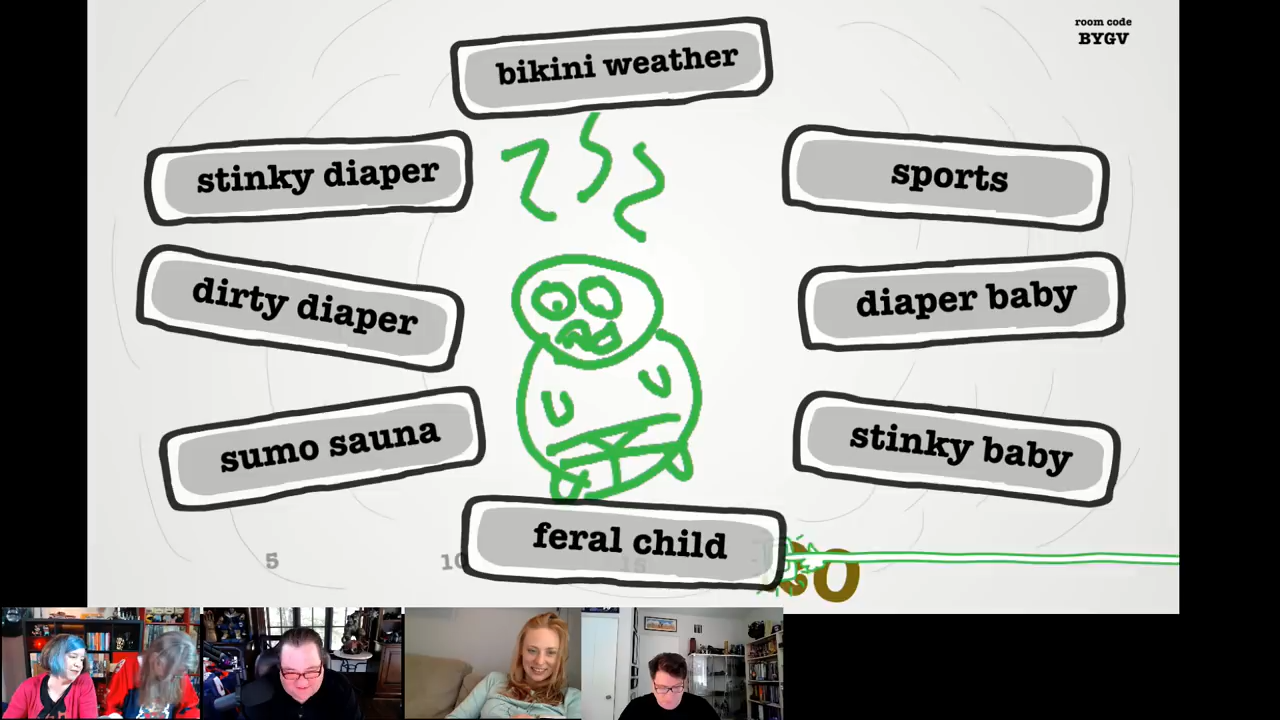 room code
BYGV
bikini weather
stinky diaper
sports
dirty diaper
diaper baby
sumo sauna
stinky baby
feral child
5
10
15